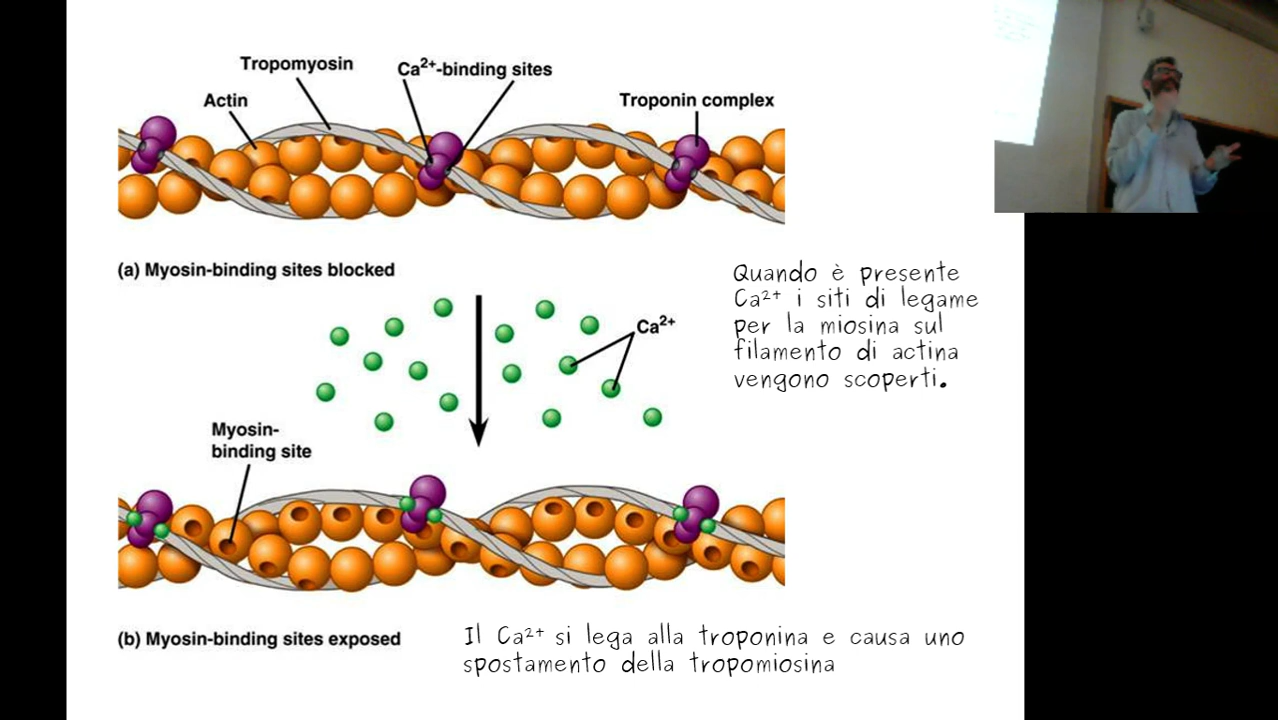 Tropomyosin
Ca²⁺-binding sites
Actin
Troponin complex
(a) Myosin-binding sites blocked
Quando è presente
Ca²⁺ i siti di legame
per la miosina sul
filamento di actina
vengono scoperti.
Ca²⁺
Myosin-
binding site
(b) Myosin-binding sites exposed
Il Ca²⁺ si lega alla troponina e causa uno
spostamento della tropomiosina